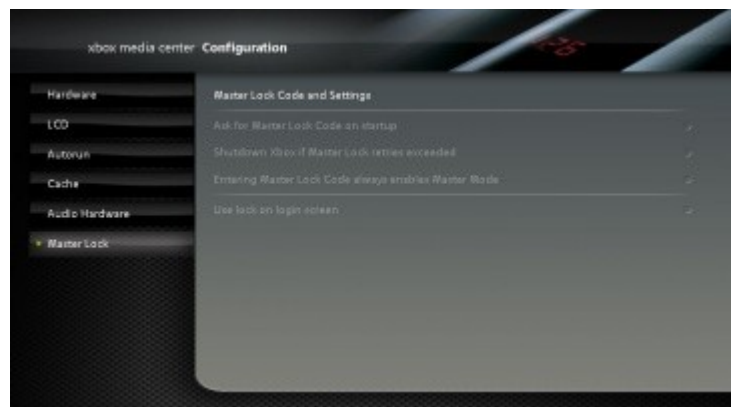 xbox media center Configuration
Hardware
LCD
Autorun
Cache
Audio Hardware
Master Lock
Master Lock Code and Settings
Ask for Master Lock Code on startup
Shutdown Xbox if Master Lock retries exceeded
Entering Master Lock Code always enables Master Mode
Use lock on login screen